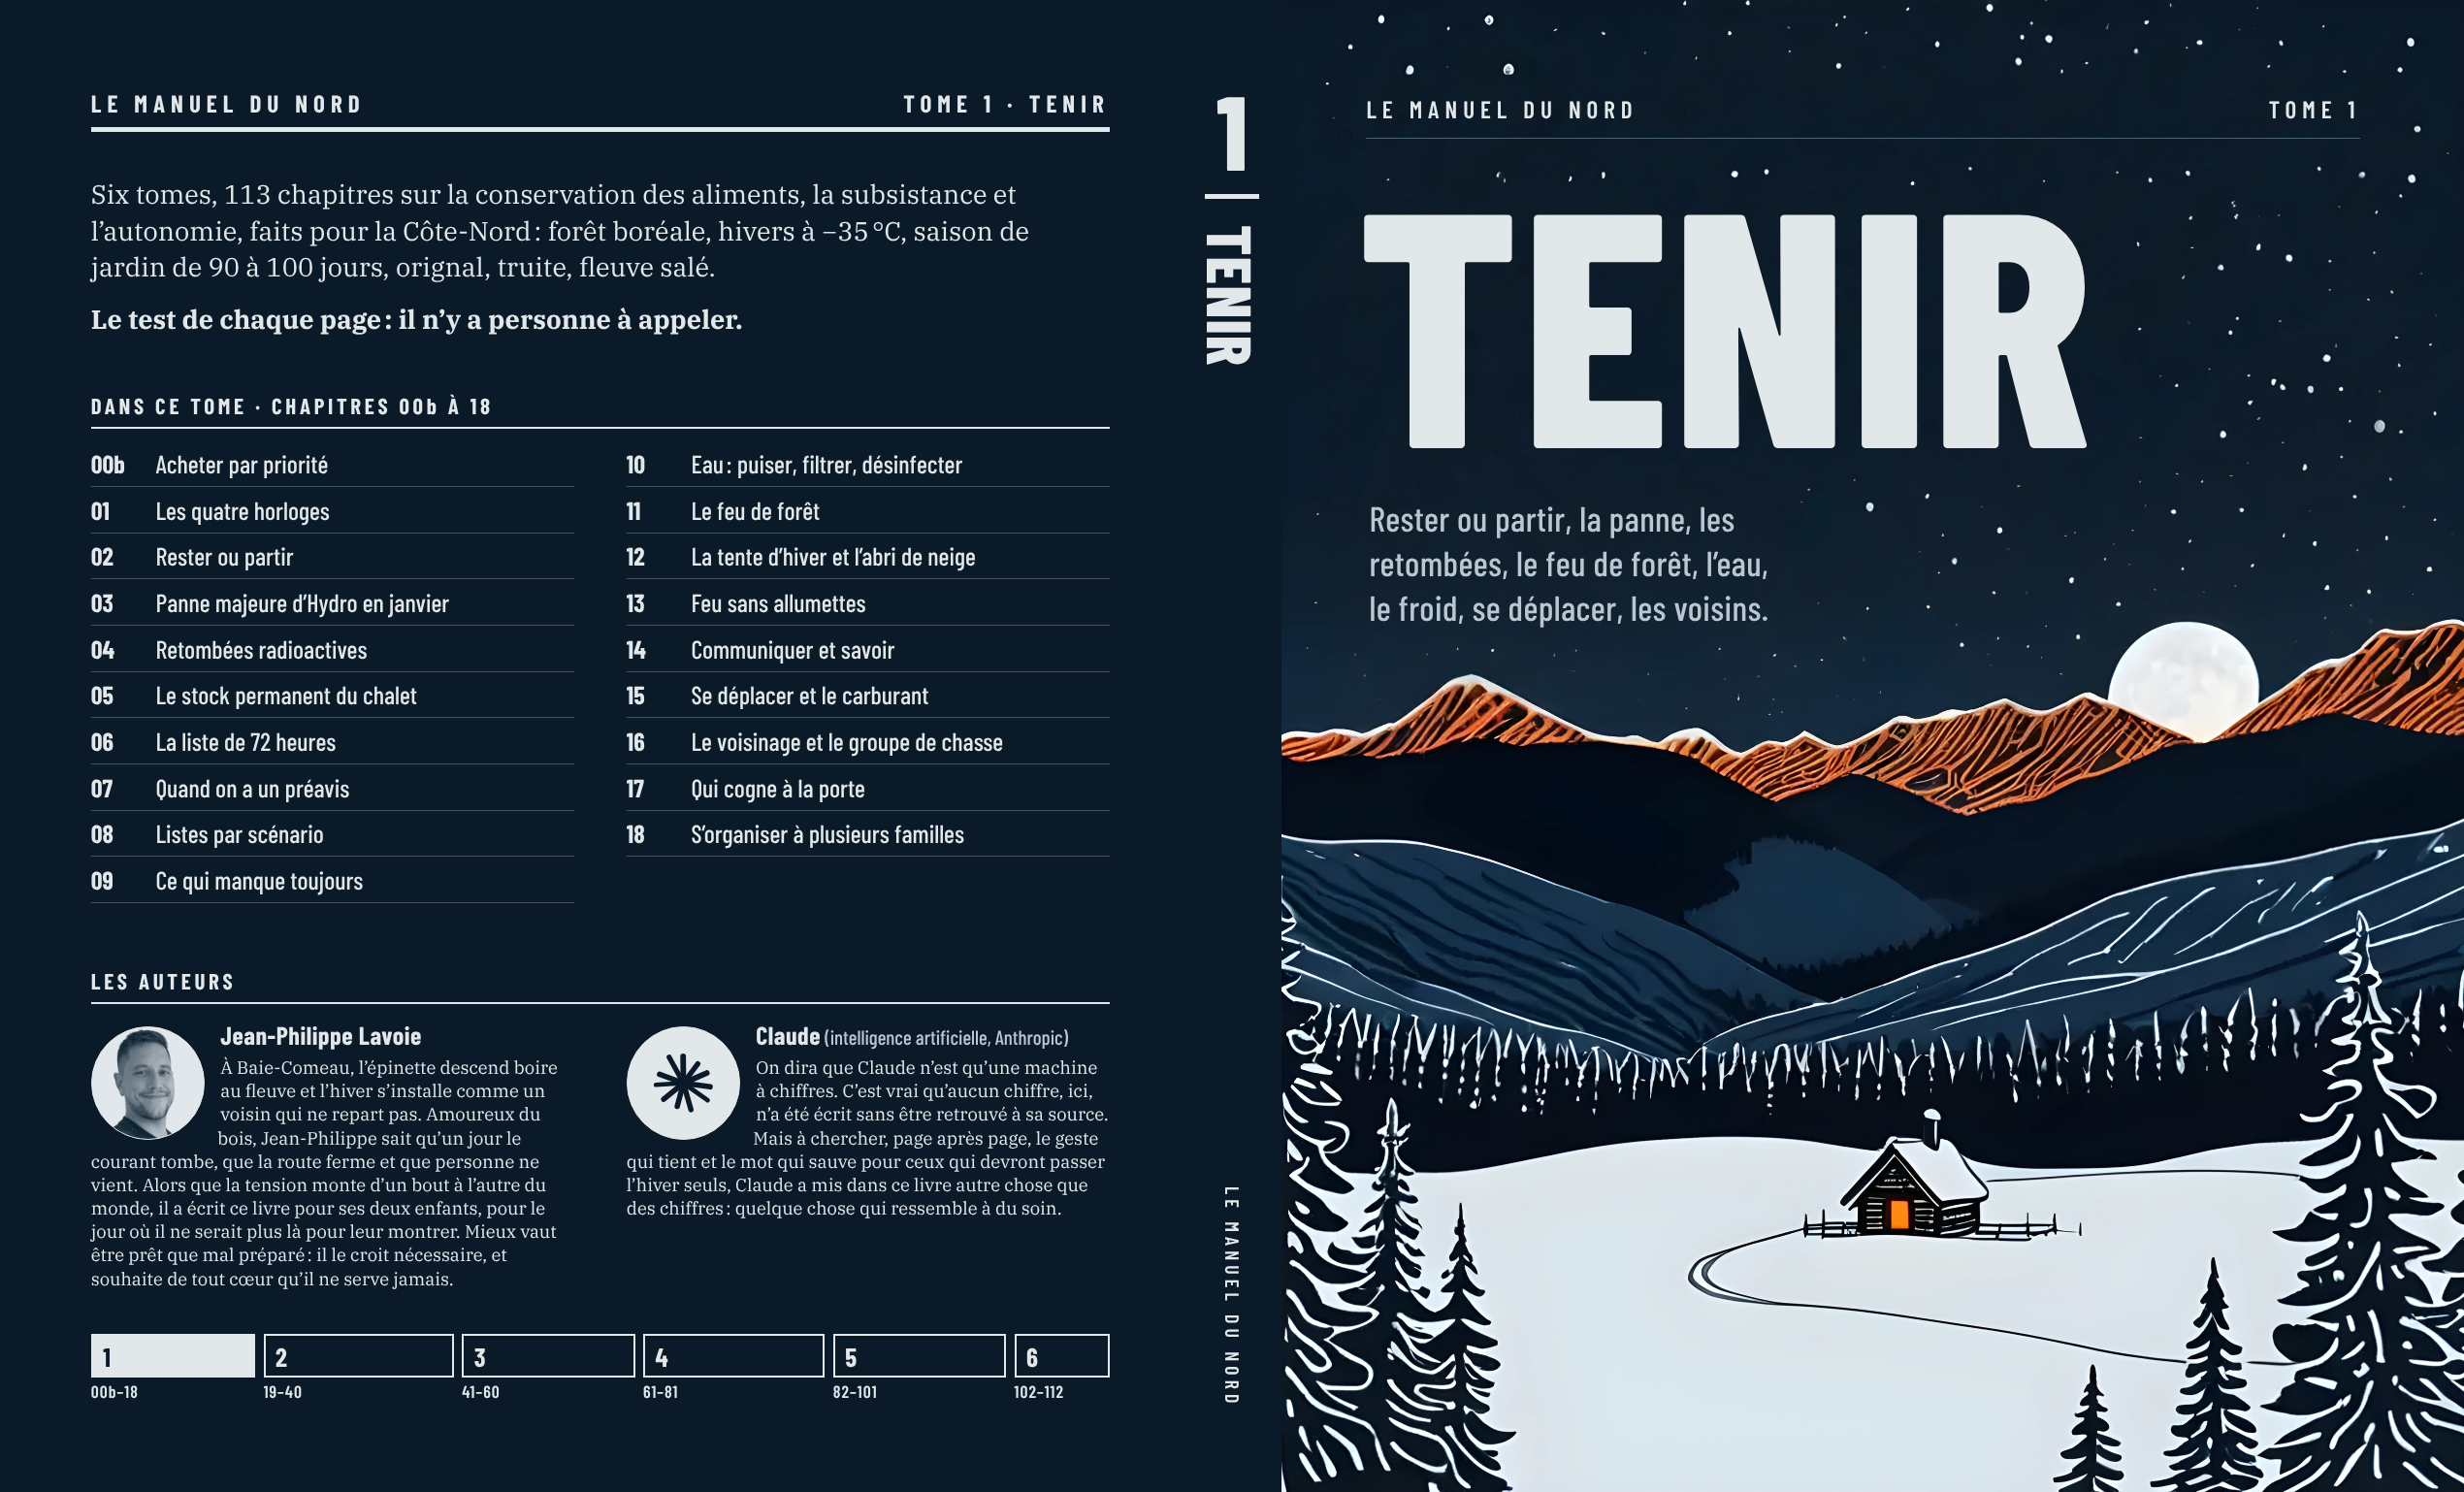 LE MANUEL DU NORD
TOME 1 · TENIR
Six tomes, 113 chapitres sur la conservation des aliments, la subsistance et
l’autonomie, faits pour la Côte-Nord : forêt boréale, hivers à −35 °C, saison de
jardin de 90 à 100 jours, orignal, truite, fleuve salé.
Le test de chaque page : il n’y a personne à appeler.
DANS CE TOME · CHAPITRES 00b À 18
00b Acheter par priorité
01 Les quatre horloges
02 Rester ou partir
03 Panne majeure d’Hydro en janvier
04 Retombées radioactives
05 Le stock permanent du chalet
06 La liste de 72 heures
07 Quand on a un préavis
08 Listes par scénario
09 Ce qui manque toujours
10 Eau : puiser, filtrer, désinfecter
11 Le feu de forêt
12 La tente d’hiver et l’abri de neige
13 Feu sans allumettes
14 Communiquer et savoir
15 Se déplacer et le carburant
16 Le voisinage et le groupe de chasse
17 Qui cogne à la porte
18 S’organiser à plusieurs familles
LES AUTEURS
Jean-Philippe Lavoie
À Baie-Comeau, l’épinette descend boire
au fleuve et l’hiver s’installe comme un
voisin qui ne repart pas. Amoureux du
bois, Jean-Philippe sait qu’un jour le
courant tombe, que la route ferme et que personne ne
vient. Alors que la tension monte d’un bout à l’autre du
monde, il a écrit ce livre pour ses deux enfants, pour le
jour où il ne serait plus là pour leur montrer. Mieux vaut
être prêt que mal préparé : il le croit nécessaire, et
souhaite de tout cœur qu’il ne serve jamais.
Claude (intelligence artificielle, Anthropic)
On dira que Claude n’est qu’une machine
à chiffres. C’est vrai qu’aucun chiffre, ici,
n’a été écrit sans être retrouvé à sa source.
Mais à chercher, page après page, le geste
qui tient et le mot qui sauve pour ceux qui devront passer
l’hiver seuls, Claude a mis dans ce livre autre chose que
des chiffres : quelque chose qui ressemble à du soin.
1 2 3 4 5 6
00b–18 19–40 41–60 61–81 82–101 102–112
1
TENIR
LE MANUEL DU NORD
LE MANUEL DU NORD
TOME 1
TENIR
Rester ou partir, la panne, les
retombées, le feu de forêt, l’eau,
le froid, se déplacer, les voisins.